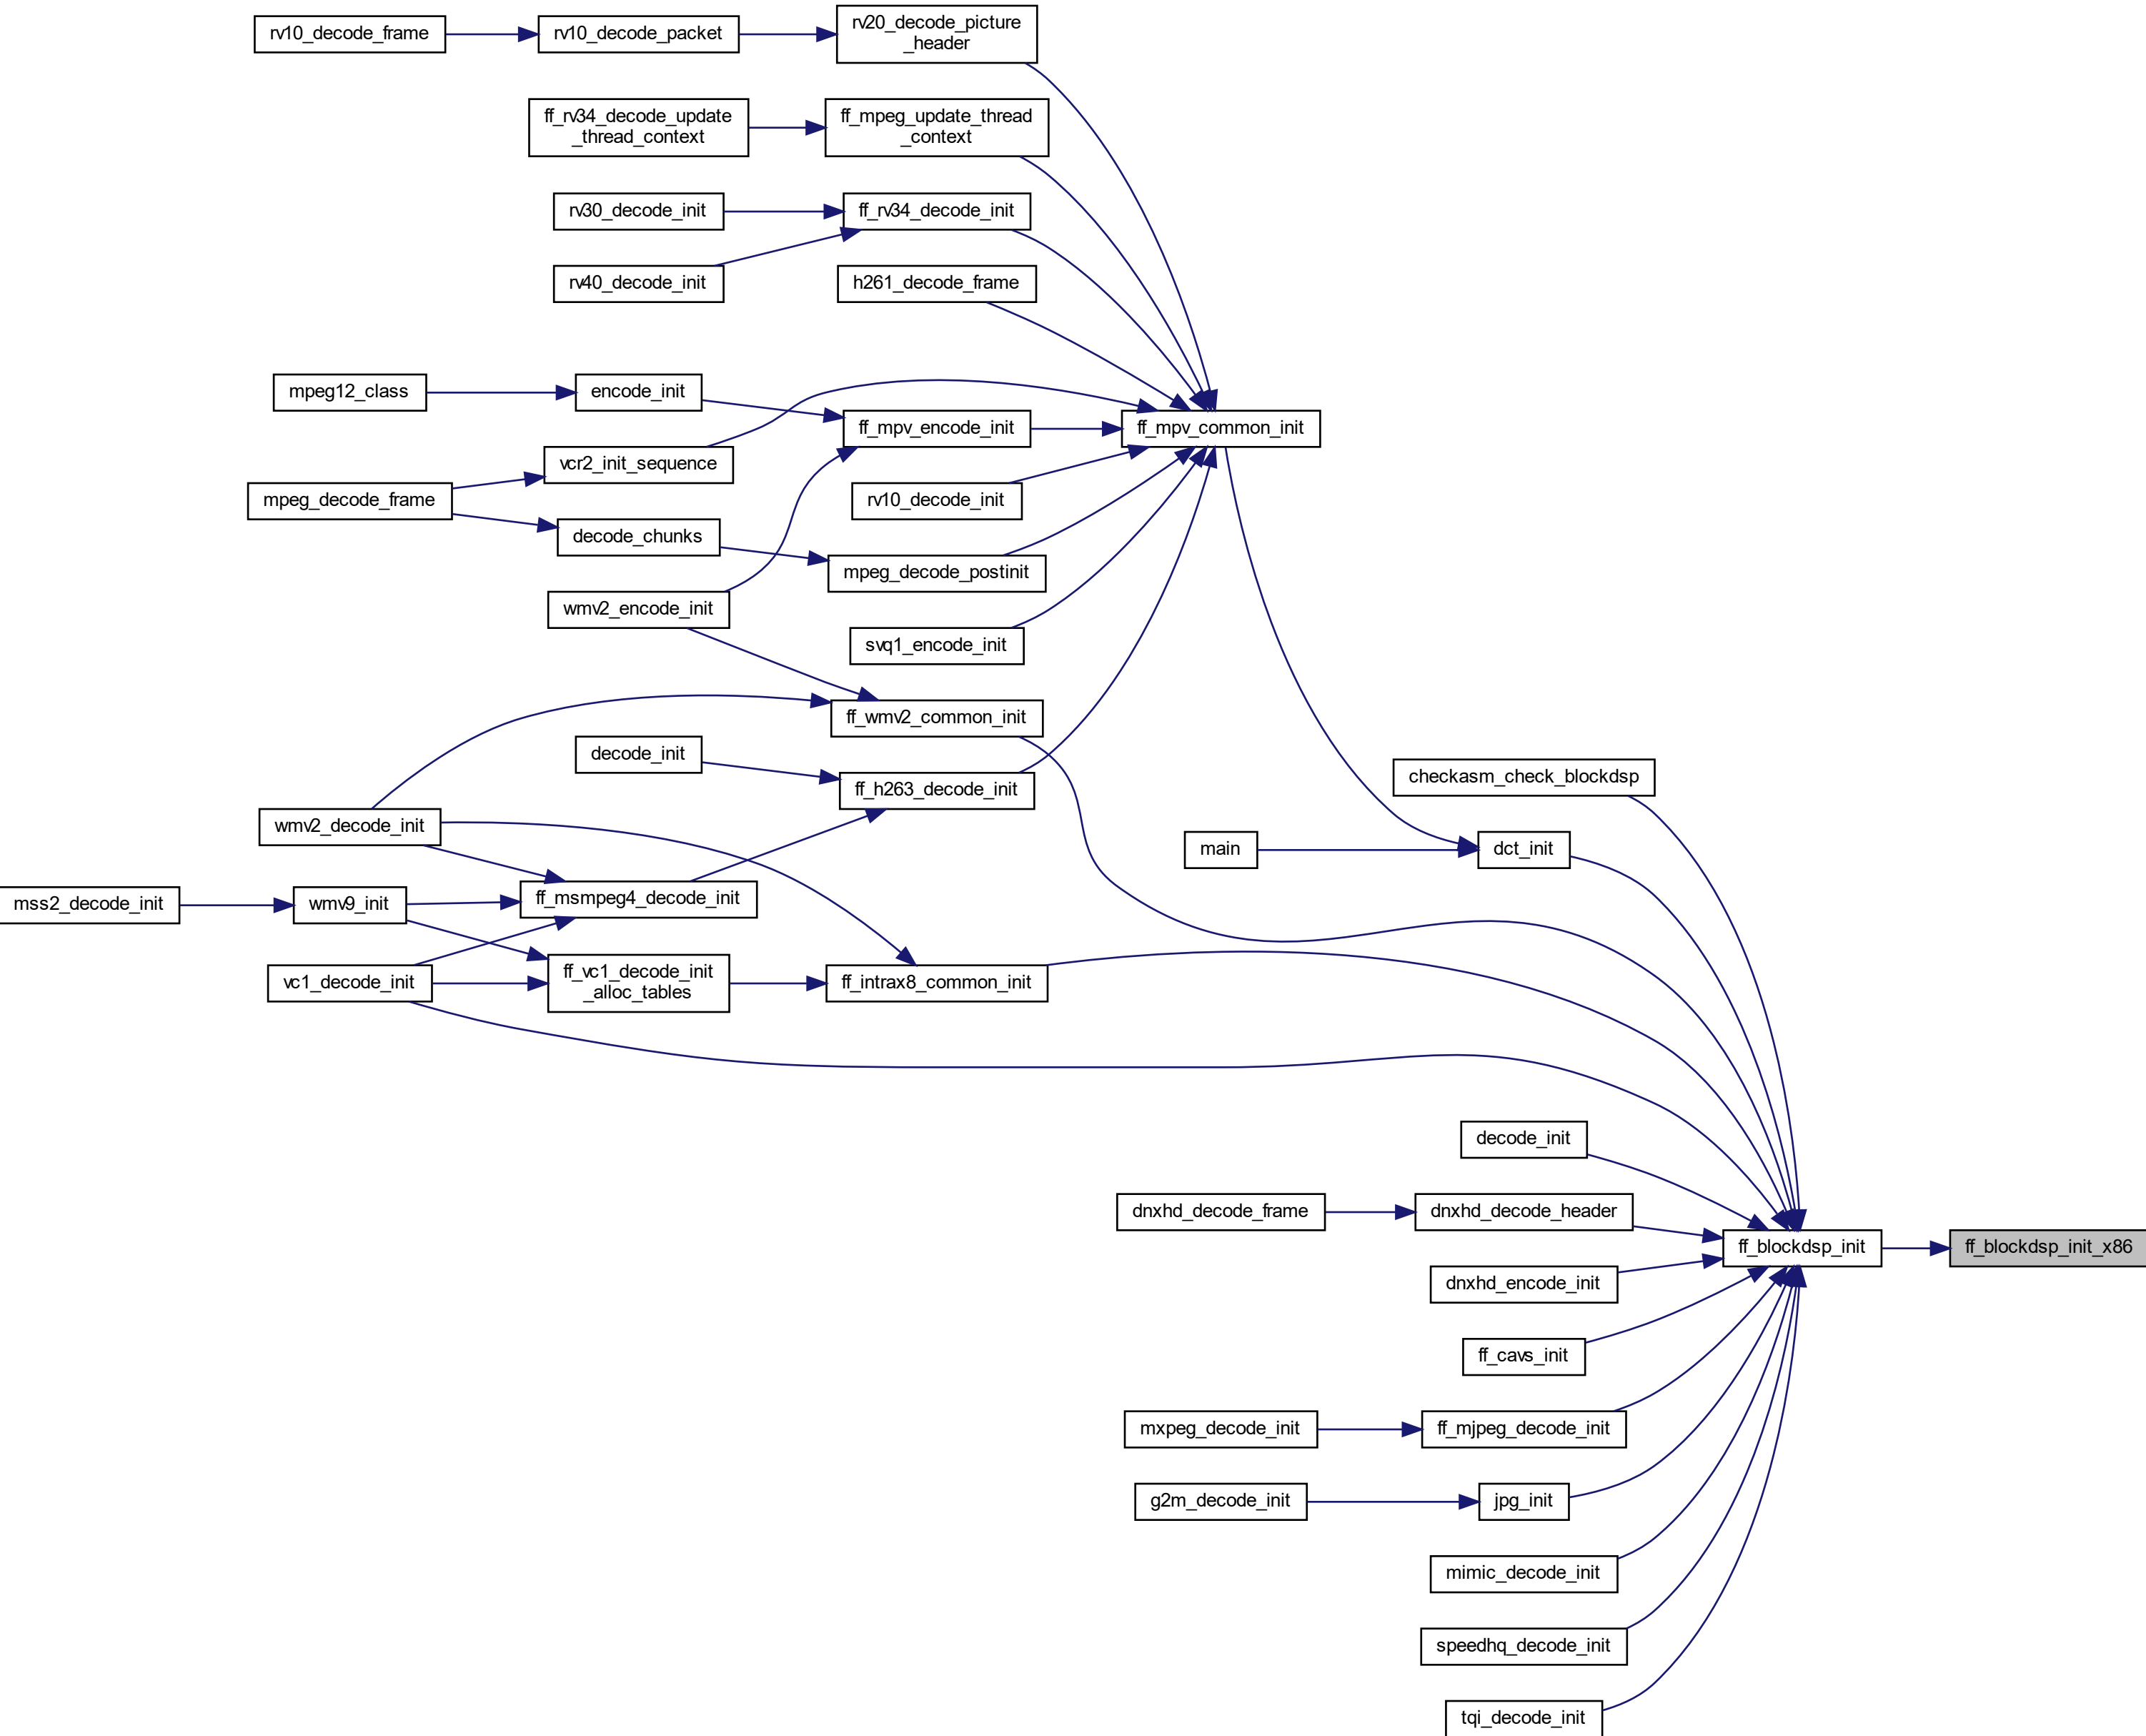 rv10_decode_frame
rv10_decode_packet
rv20_decode_picture
_header
ff_rv34_decode_update
_thread_context
ff_mpeg_update_thread
_context
rv30_decode_init
ff_rv34_decode_init
rv40_decode_init
h261_decode_frame
mpeg12_class
encode_init
ff_mpv_encode_init
ff_mpv_common_init
vcr2_init_sequence
mpeg_decode_frame
rv10_decode_init
decode_chunks
mpeg_decode_postinit
wmv2_encode_init
svq1_encode_init
ff_wmv2_common_init
decode_init
ff_h263_decode_init
checkasm_check_blockdsp
wmv2_decode_init
main
dct_init
mss2_decode_init
wmv9_init
ff_msmpeg4_decode_init
vc1_decode_init
ff_vc1_decode_init
_alloc_tables
ff_intrax8_common_init
decode_init
dnxhd_decode_frame
dnxhd_decode_header
ff_blockdsp_init
ff_blockdsp_init_x86
dnxhd_encode_init
ff_cavs_init
mxpeg_decode_init
ff_mjpeg_decode_init
g2m_decode_init
jpg_init
mimic_decode_init
speedhq_decode_init
tqi_decode_init